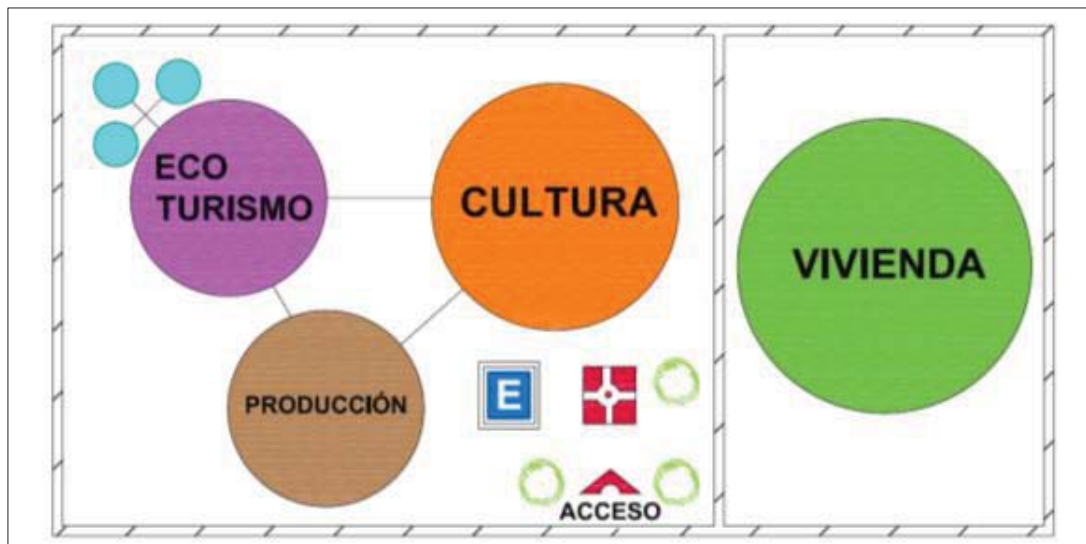 ECO
TURISMO
CULTURA
VIVIENDA
PRODUCCIÓN
E
ACCESO